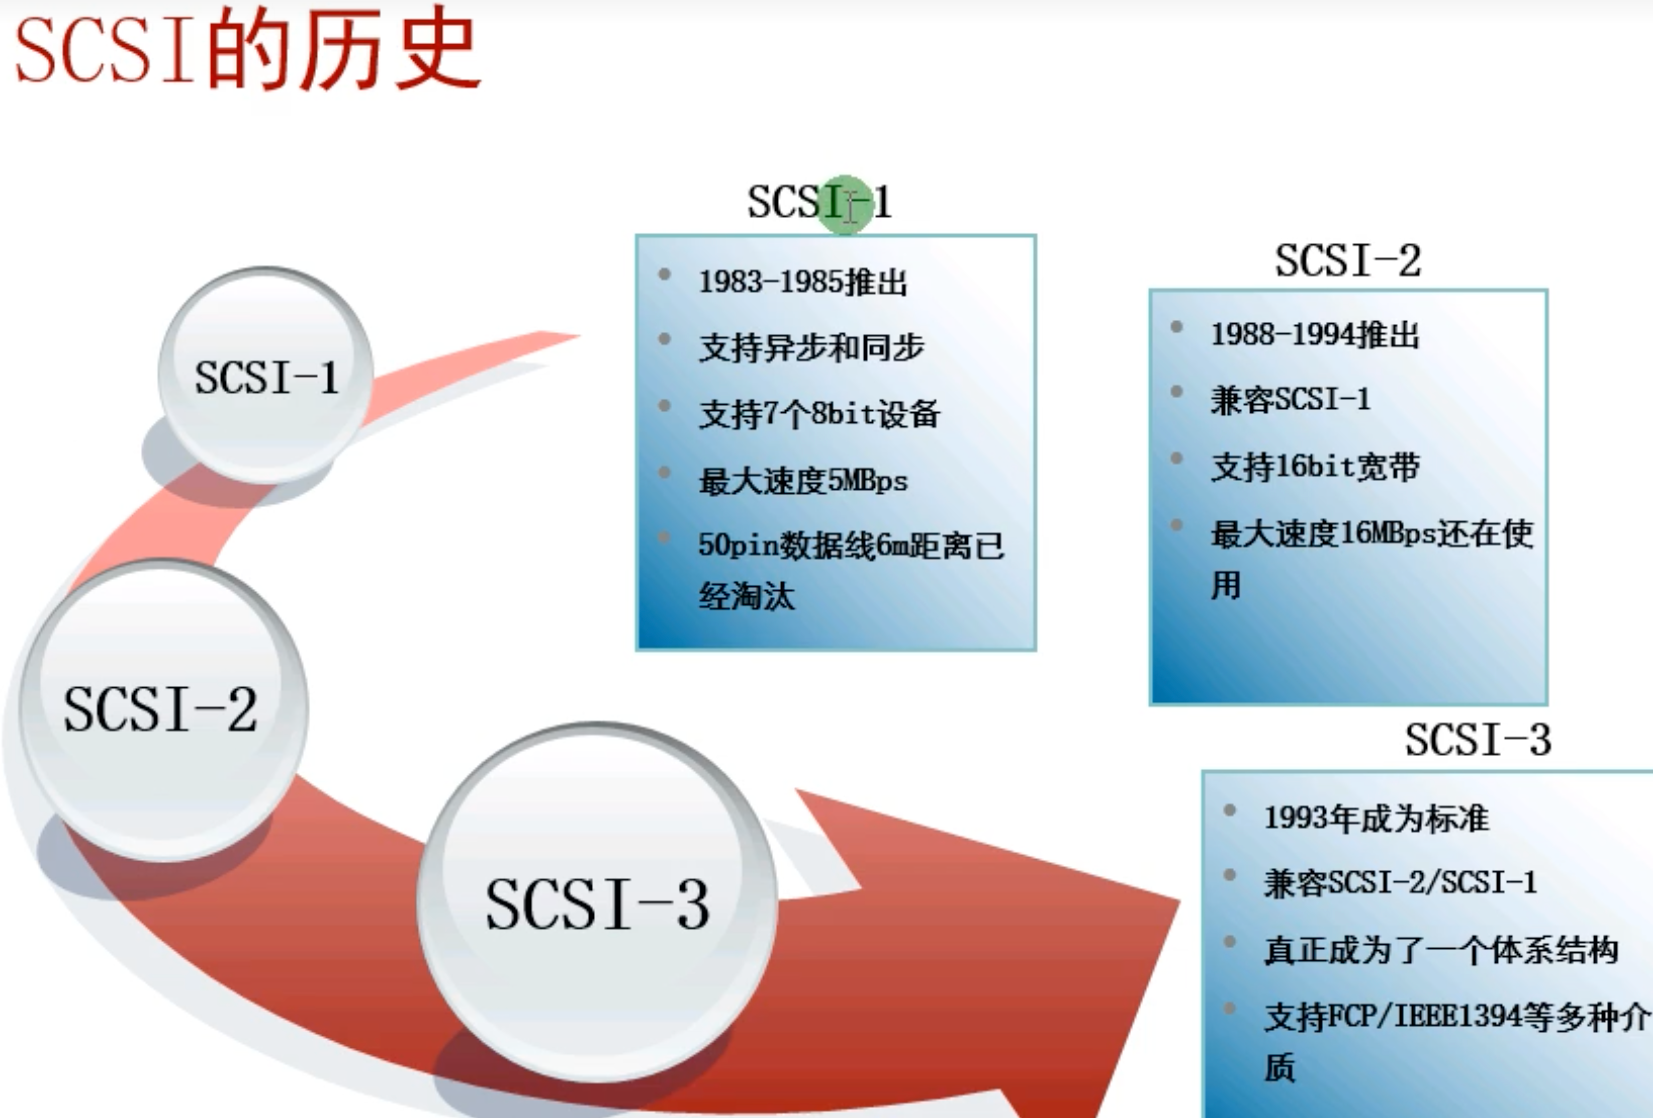 SCSI的历史
SCSI-1
SCSI-2
SCSI-3
SCSI-1
1983-1985推出
支持异步和同步
支持7个8bit设备
最大速度5MBps
50pin数据线6m距离已
经淘汰
SCSI-2
1988-1994推出
兼容SCSI-1
支持16bit宽带
最大速度16MBps还在使
用
SCSI-3
1993年成为标准
兼容SCSI-2/SCSI-1
真正成为了一个体系结构
支持FCP/IEEE1394等多种介
质